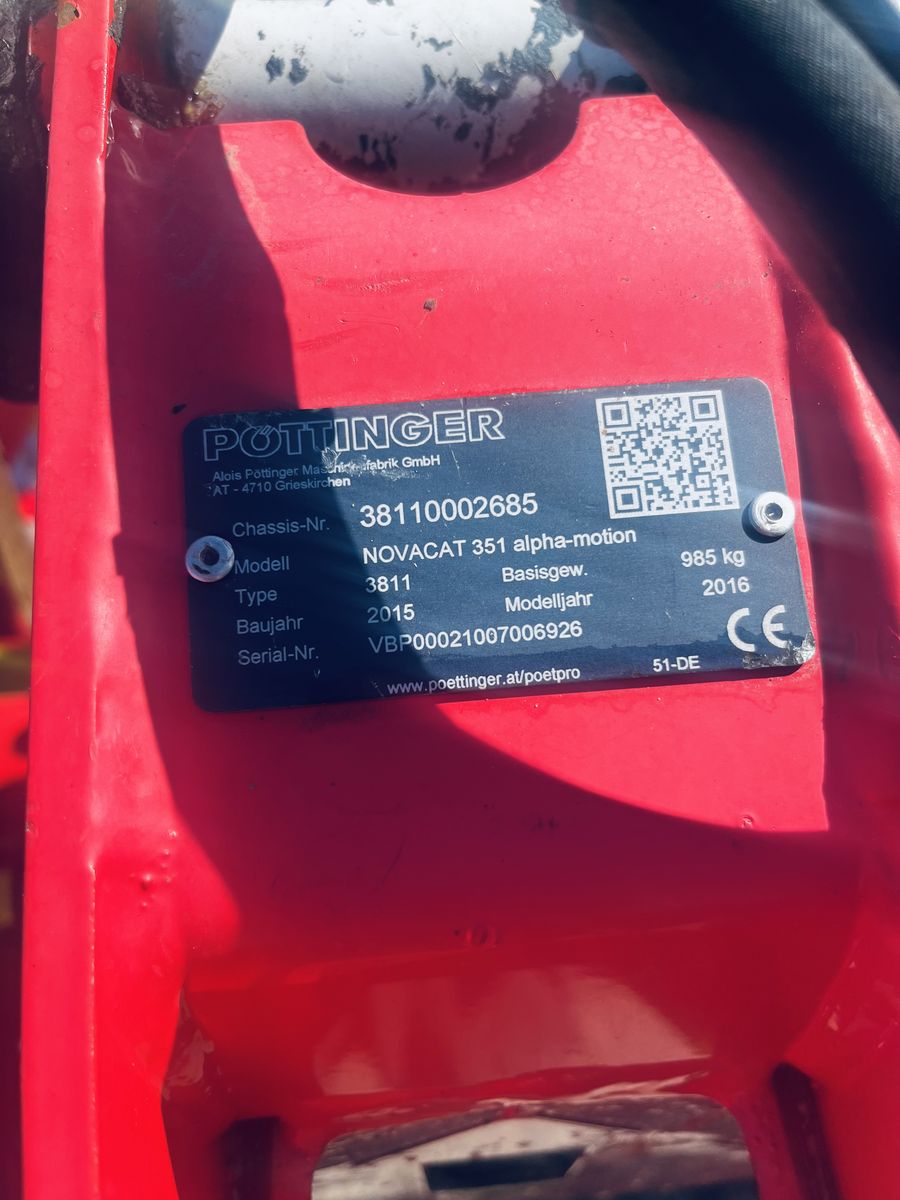 PÖTTINGER
Alois Pöttinger Maschinenfabrik GmbH
AT - 4710 Grieskirchen
Chassis-Nr. 38110002685
Modell NOVACAT 351 alpha-motion
Type 3811 Basisgew. 985 kg
Baujahr 2015 Modelljahr 2016
Serial-Nr. VBP00021007006926
CE
www.poettinger.at/poetpro 51-DE